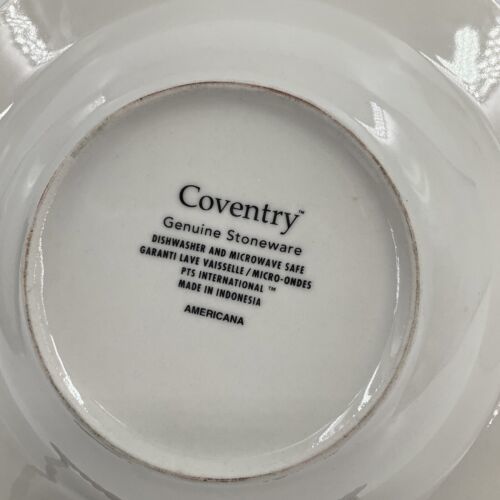 Coventry™
Genuine Stoneware
DISHWASHER AND MICROWAVE SAFE
GARANTI LAVE VAISSELLE / MICRO-ONDES
PTS INTERNATIONAL ™
MADE IN INDONESIA
AMERICANA